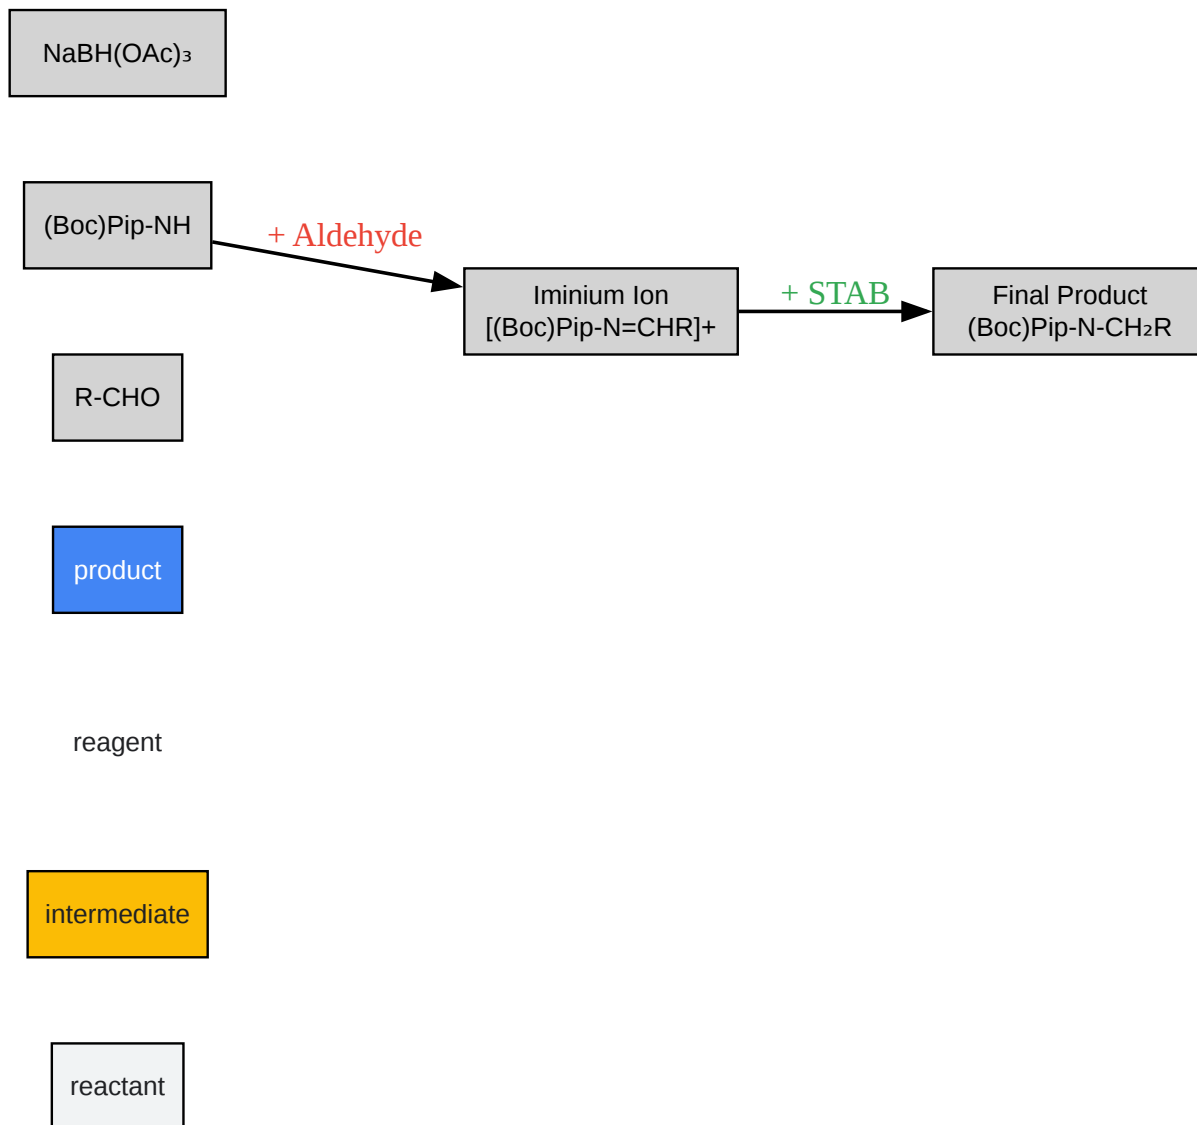 NaBH(OAc)₃
(Boc)Pip-NH
+ Aldehyde
Iminium Ion
[(Boc)Pip-N=CHR]+
+ STAB
Final Product
(Boc)Pip-N-CH₂R
R-CHO
product
reagent
intermediate
reactant